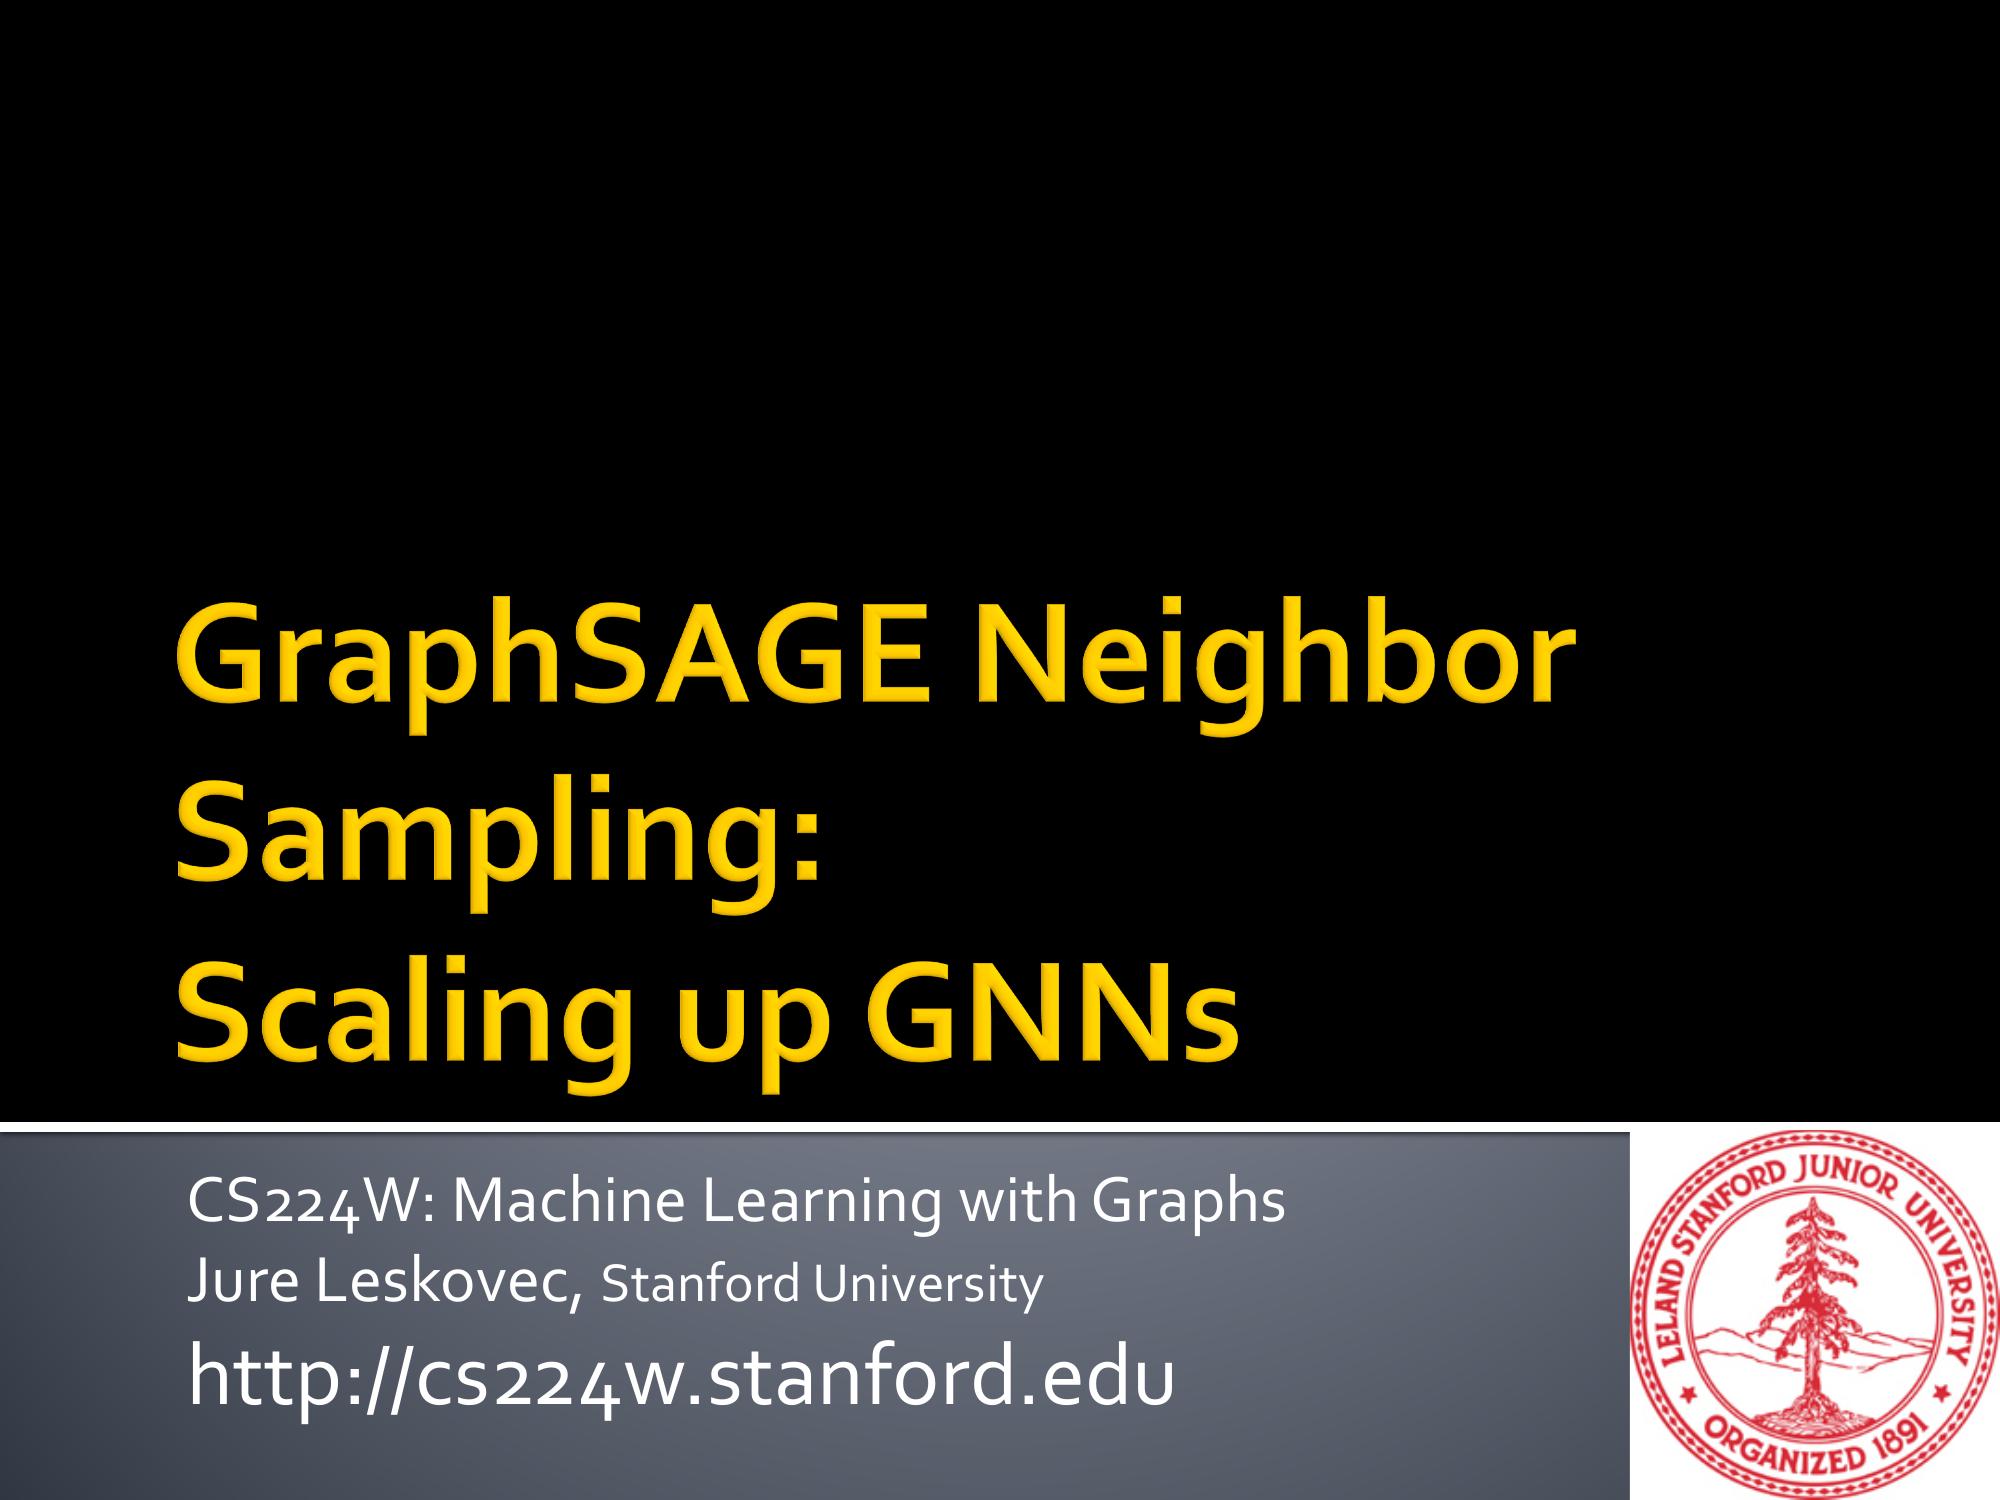 GraphSAGE Neighbor
Sampling:
Scaling up GNNs
CS224W: Machine Learning with Graphs
Jure Leskovec, Stanford University
http://cs224w.stanford.edu
LELAND STANFORD JUNIOR UNIVERSITY
ORGANIZED 1891